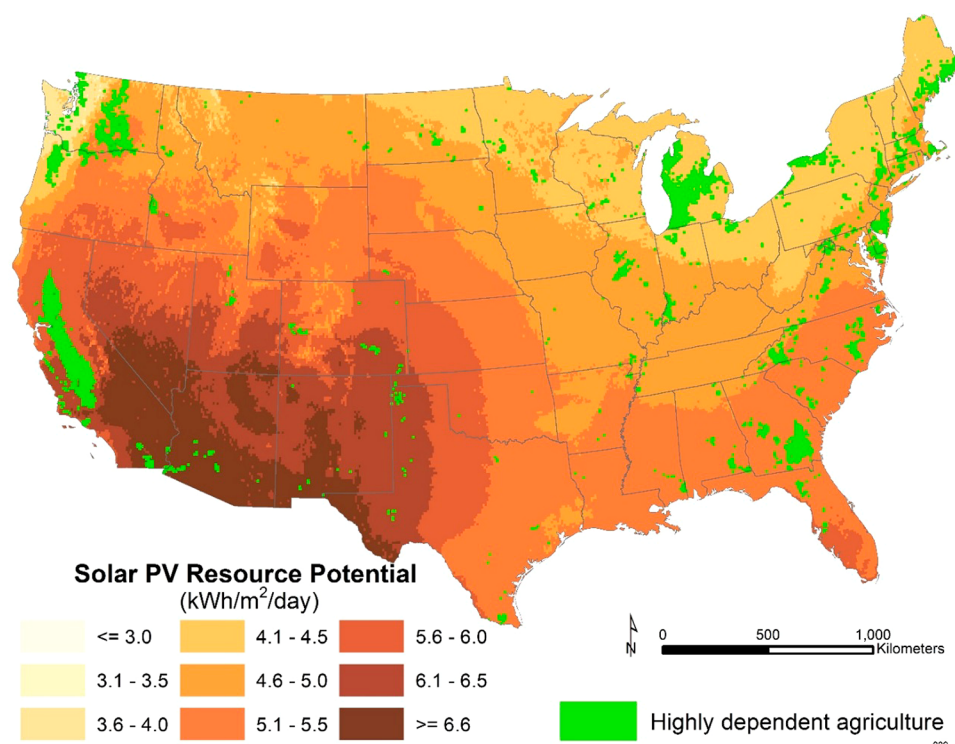 Solar PV Resource Potential
(kWh/m²/day)
<= 3.0
4.1 - 4.5
5.6 - 6.0
3.1 - 3.5
4.6 - 5.0
6.1 - 6.5
3.6 - 4.0
5.1 - 5.5
>= 6.6
N
0 500 1,000
Kilometers
Highly dependent agriculture